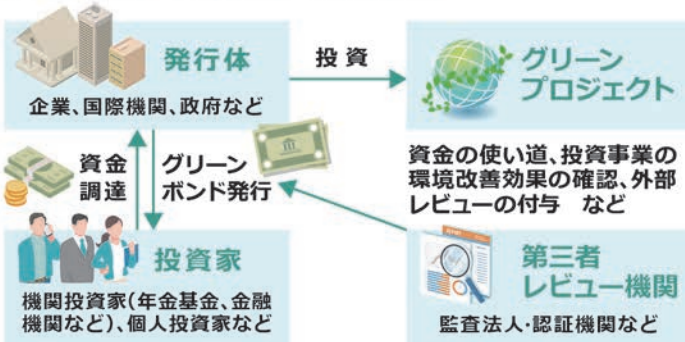 発行体
企業、国際機関、政府など
投資
グリーン
プロジェクト
資金
調達
グリーン
ボンド発行
資金の使い道、投資事業の
環境改善効果の確認、外部
レビューの付与　など
投資家
機関投資家(年金基金、金融
機関など)、個人投資家など
第三者
レビュー機関
監査法人・認証機関など